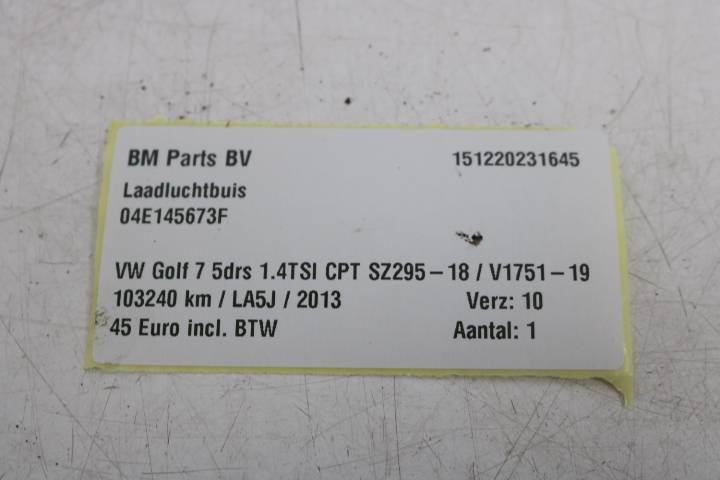 BM Parts BV 151220231645
Laadluchtbuis
04E145673F
VW Golf 7 5drs 1.4TSI CPT SZ295-18 / V1751-19
103240 km / LA5J / 2013 Verz: 10
45 Euro incl. BTW Aantal: 1